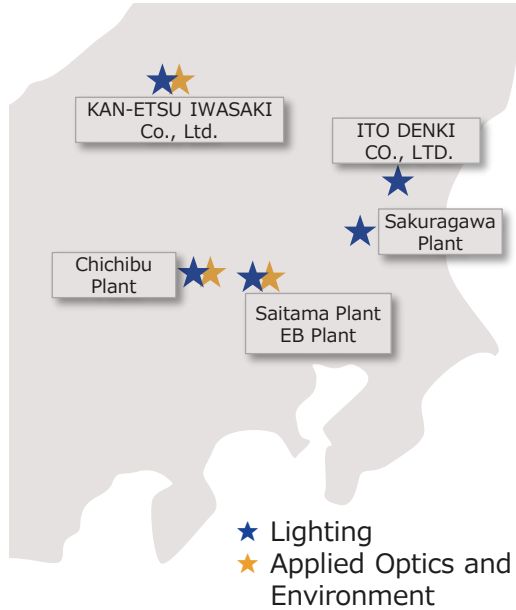 KAN-ETSU IWASAKI
Co., Ltd.
ITO DENKI
CO., LTD.
Sakuragawa
Plant
Chichibu
Plant
Saitama Plant
EB Plant
Lighting
Applied Optics and
Environment